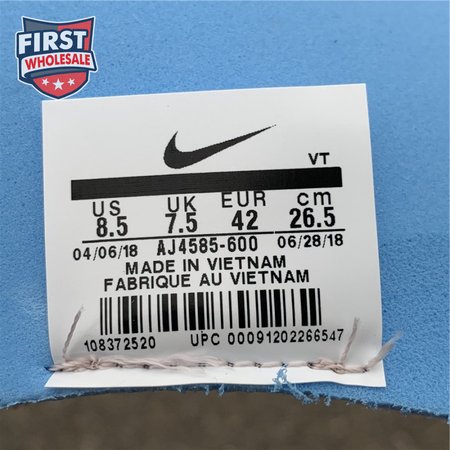 FIRST
WHOLESALE
VT
US UK EUR cm
8.5 7.5 42 26.5
04/06/18 AJ4585-600 06/28/18
MADE IN VIETNAM
FABRIQUE AU VIETNAM
108372520 UPC 00091202266547